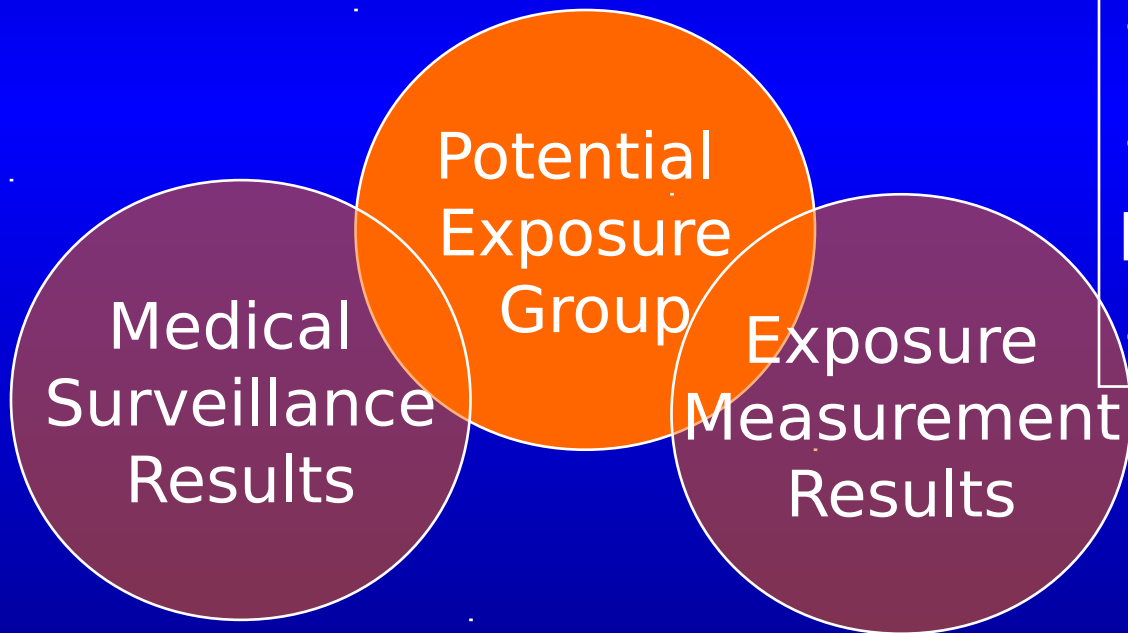 Potential
Exposure
Group
Medical
Surveillance
Results
Exposure
Measurement
Results